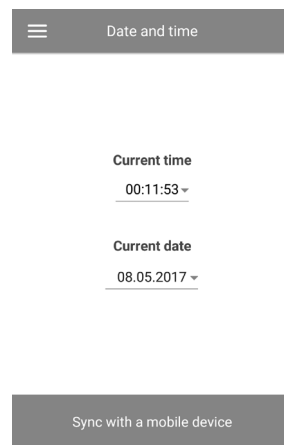 Date and time
Current time
00:11:53
Current date
08.05.2017
Sync with a mobile device